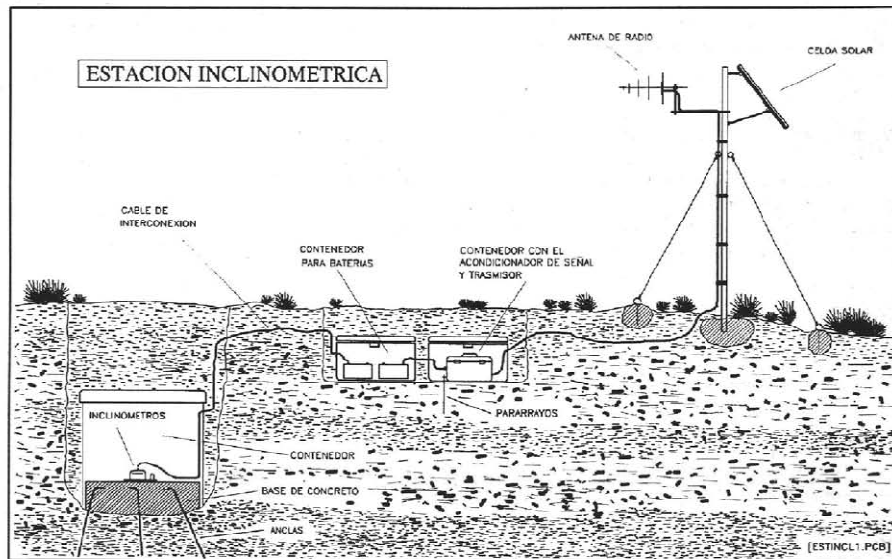 ESTACION INCLINOMETRICA
ANTENA DE RADIO
CELDA SOLAR
CABLE DE
INTERCONEXION
CONTENEDOR
PARA BATERIAS
CONTENEDOR CON EL
ACONDICIONADOR DE SEÑAL
Y TRASMISOR
PARARRAYOS
INCLINOMETROS
CONTENEDOR
BASE DE CONCRETO
ANCLAS
[ESTINCL1.PCB]